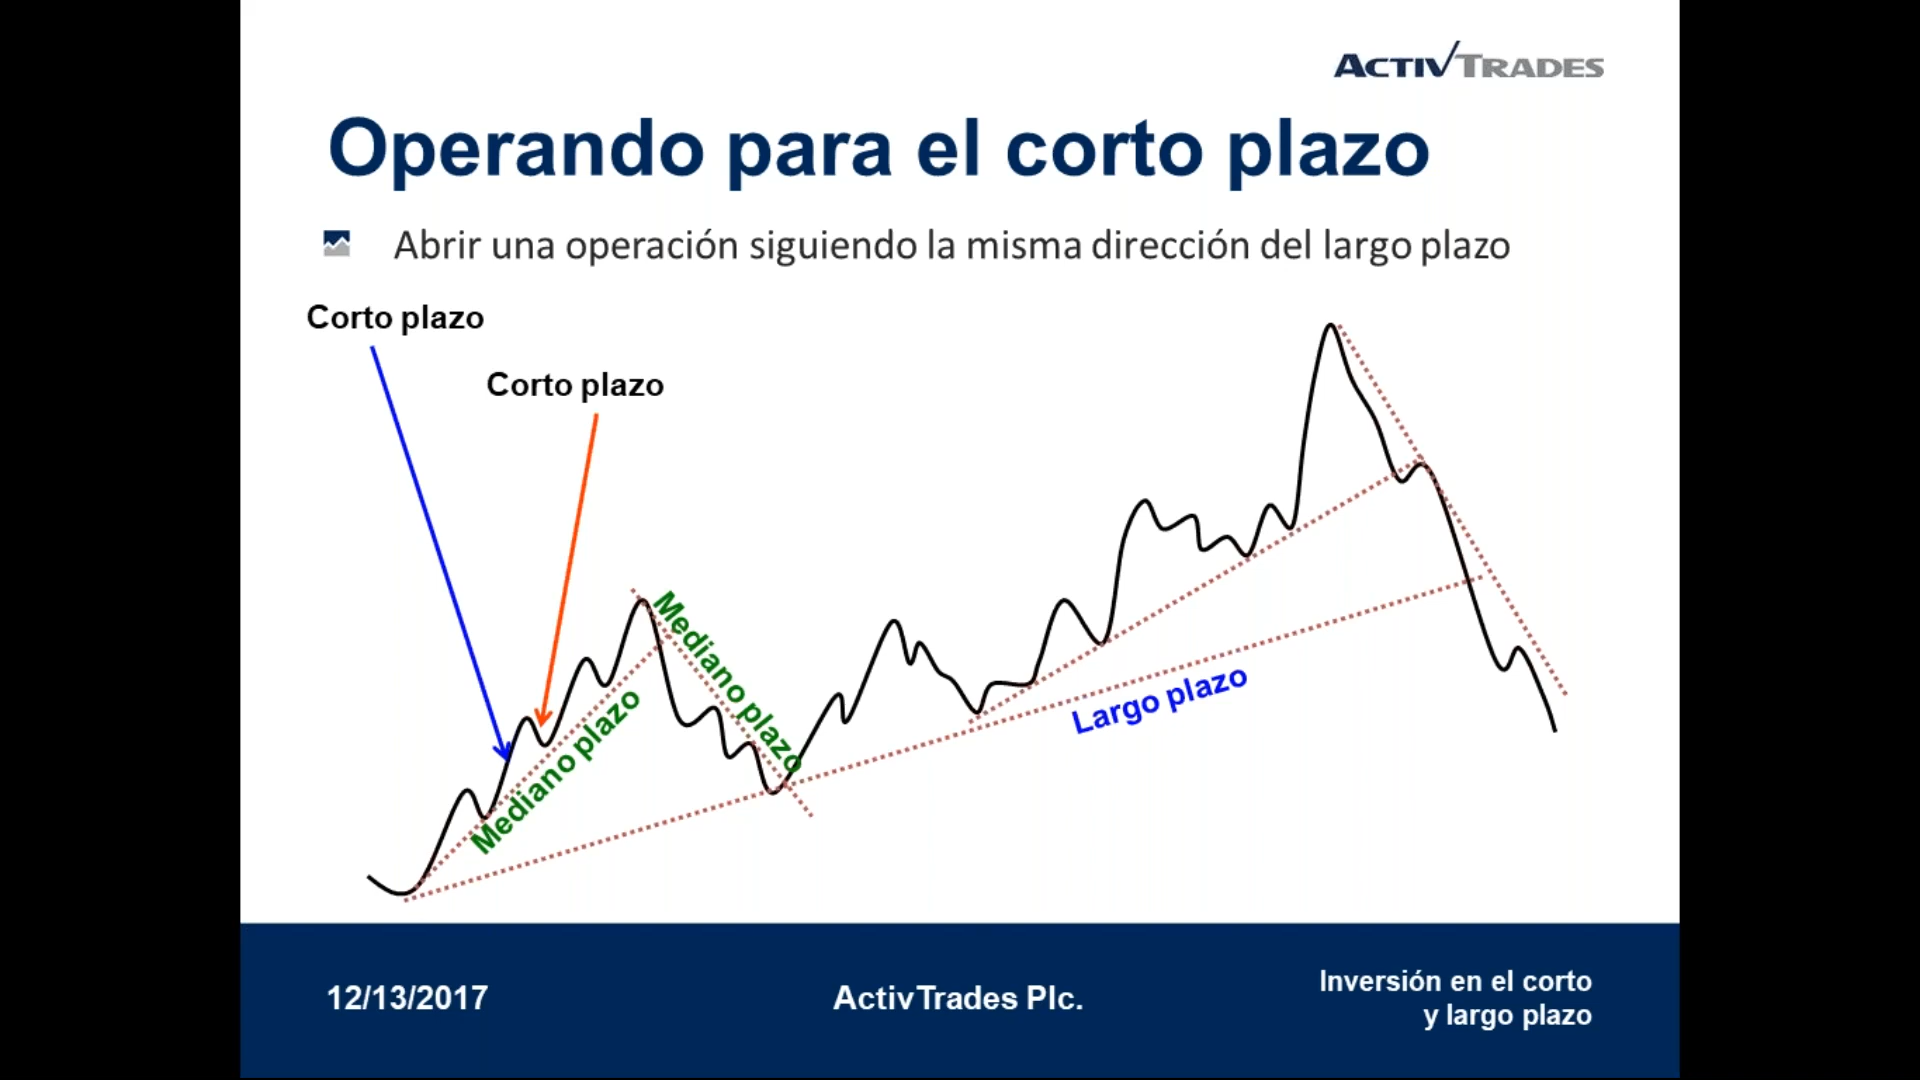 ACTIVTRADES
Operando para el corto plazo
Abrir una operación siguiendo la misma dirección del largo plazo
Corto plazo
Corto plazo
Mediano plazo
Mediano plazo
Largo plazo
12/13/2017
ActivTrades Plc.
Inversión en el corto
y largo plazo